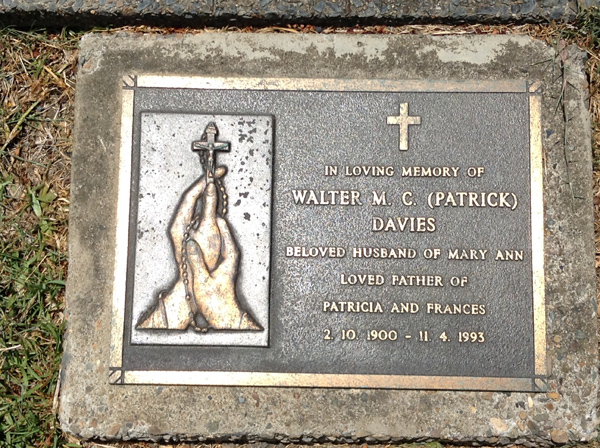 IN LOVING MEMORY OF
WALTER M. C. (PATRICK)
DAVIES
BELOVED HUSBAND OF MARY ANN
LOVED FATHER OF
PATRICIA AND FRANCES
2. 10. 1900 - 11. 4. 1993